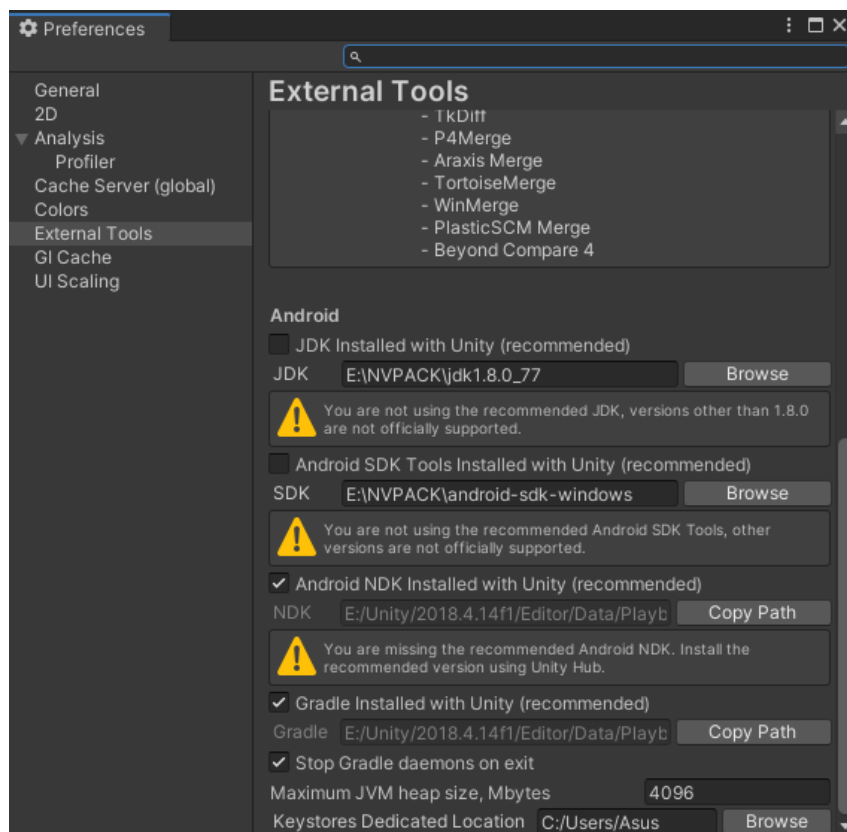 Preferences
General
2D
Analysis
Profiler
Cache Server (global)
Colors
External Tools
GI Cache
UI Scaling
External Tools
- TkDiff
- P4Merge
- Araxis Merge
- TortoiseMerge
- WinMerge
- PlasticSCM Merge
- Beyond Compare 4
Android
JDK Installed with Unity (recommended)
JDK E:\NVPACK\jdk1.8.0_77 Browse
You are not using the recommended JDK, versions other than 1.8.0
are not officially supported.
Android SDK Tools Installed with Unity (recommended)
SDK E:\NVPACK\android-sdk-windows Browse
You are not using the recommended Android SDK Tools, other
versions are not officially supported.
Android NDK Installed with Unity (recommended)
NDK E:/Unity/2018.4.14f1/Editor/Data/Playb Copy Path
You are missing the recommended Android NDK. Install the
recommended version using Unity Hub.
Gradle Installed with Unity (recommended)
Gradle E:/Unity/2018.4.14f1/Editor/Data/Playb Copy Path
Stop Gradle daemons on exit
Maximum JVM heap size, Mbytes 4096
Keystores Dedicated Location C:/Users/Asus Browse